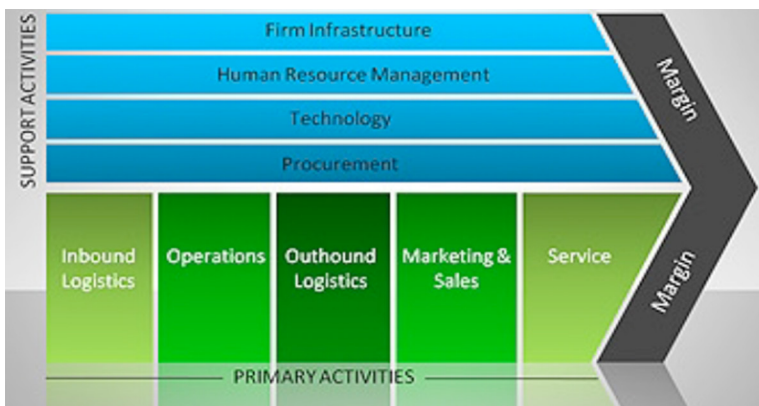 SUPPORT ACTIVITIES
Firm Infrastructure
Human Resource Management
Technology
Procurement
Margin
Inbound
Logistics
Operations
Outhound
Logistics
Marketing &
Sales
Service
Margin
PRIMARY ACTIVITIES